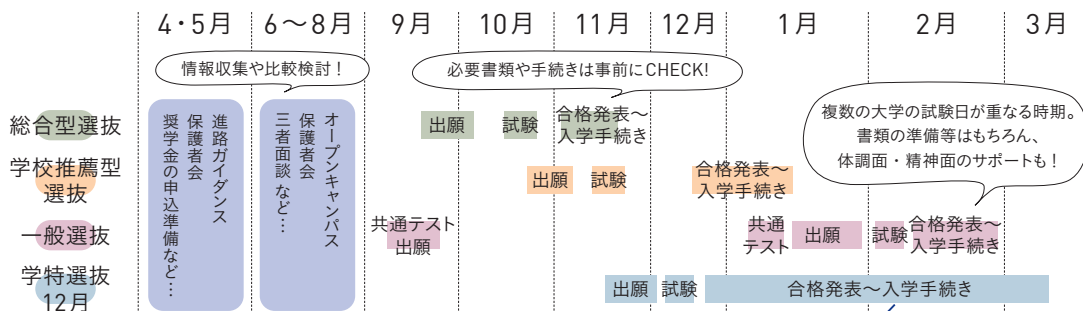 4・5月 6〜8月 9月 10月 11月 12月 1月 2月 3月
情報収集や比較検討！
必要書類や手続きは事前にCHECK!
複数の大学の試験日が重なる時期。
書類の準備等はもちろん、
体調面・精神面のサポートも！
進路ガイダンス
保護者会
奨学金の申込準備など…
オープンキャンパス
保護者会
三者面談 など…
総合型選抜
出願
試験
合格発表〜
入学手続き
学校推薦型
選抜
出願
試験
合格発表〜
入学手続き
一般選抜
共通テスト
出願
共通
テスト
出願
試験
合格発表〜
入学手続き
学特選抜
12月
出願
試験
合格発表〜入学手続き